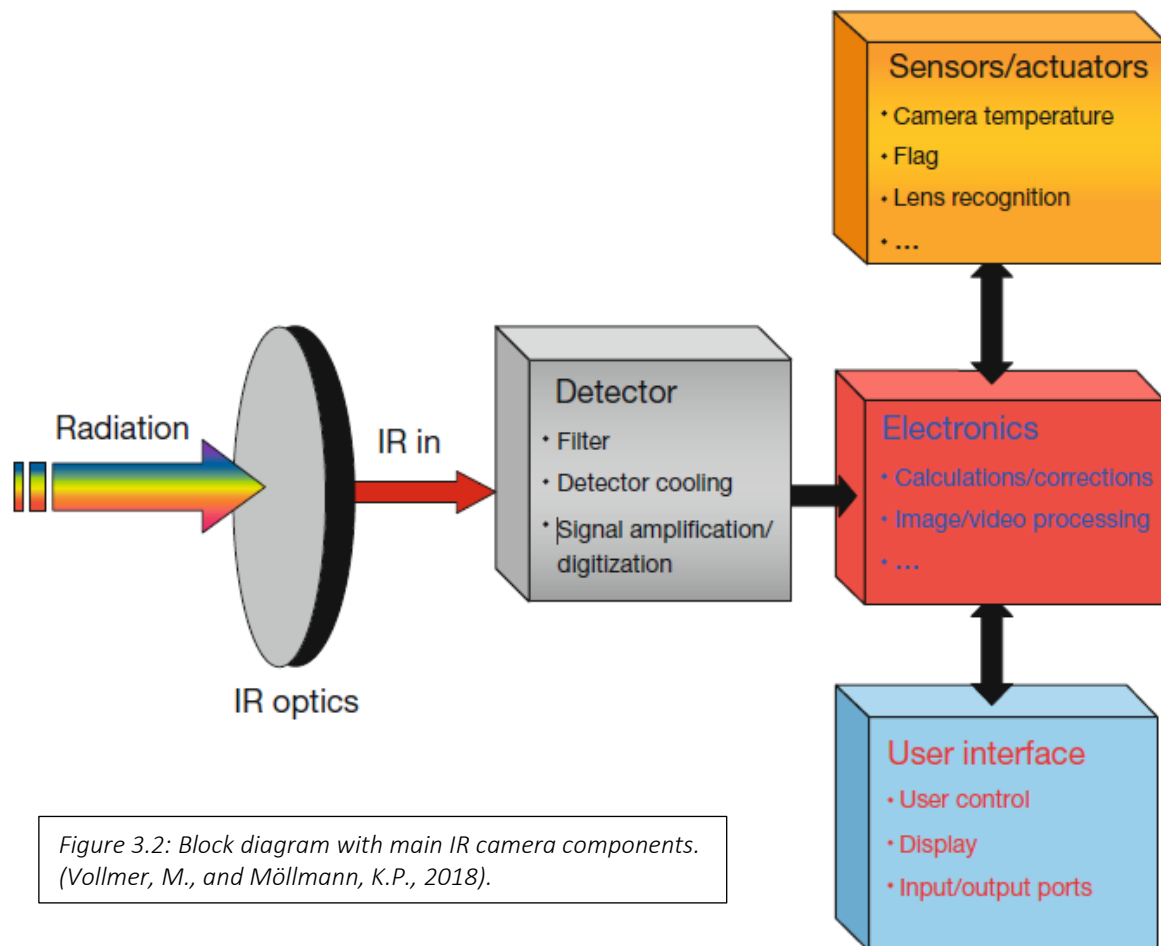 Sensors/actuators
• Camera temperature
• Flag
• Lens recognition
• ...
Radiation
IR in
IR optics
Detector
• Filter
• Detector cooling
• Signal amplification/
digitization
Electronics
• Calculations/corrections
• Image/video processing
• ...
User interface
• User control
• Display
• Input/output ports
Figure 3.2: Block diagram with main IR camera components.
(Vollmer, M., and Möllmann, K.P., 2018).